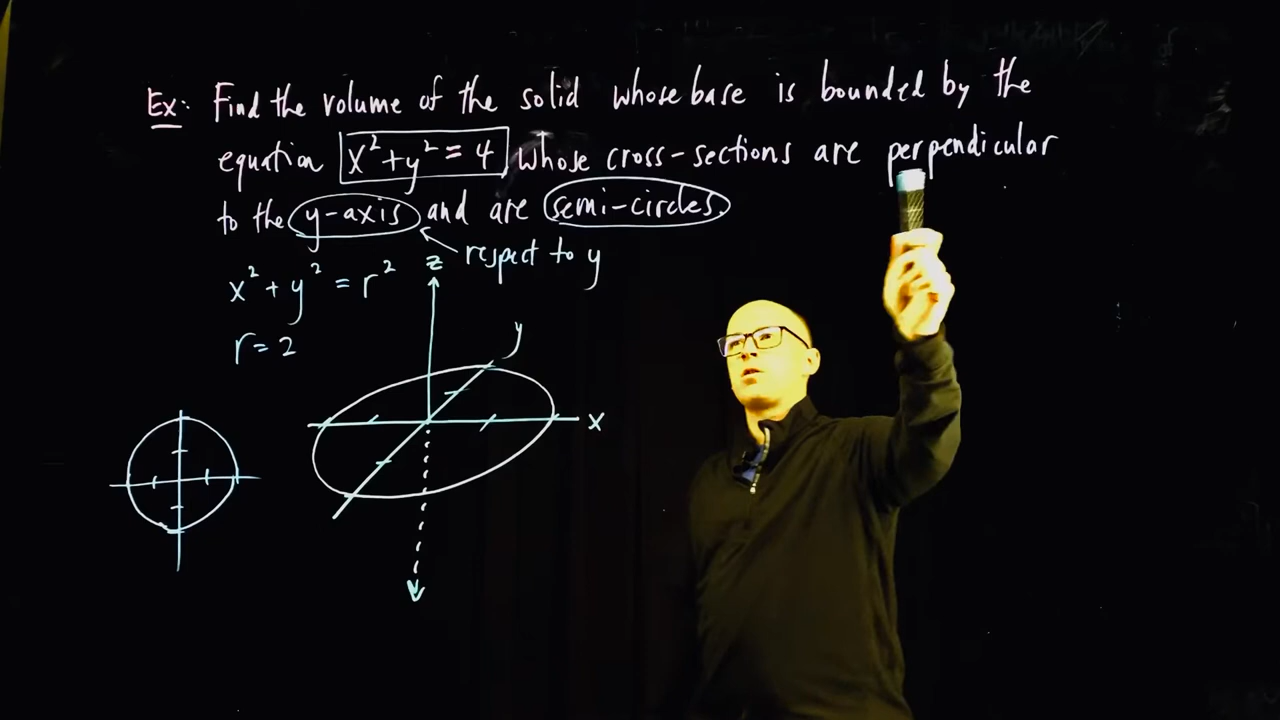 Ex: Find the volume of the solid whose base is bounded by the
equation x² + y² = 4 whose cross-sections are perpendicular
to the y-axis and are semi-circles.
respect to y
x² + y² = r²
r = 2
z
y
x